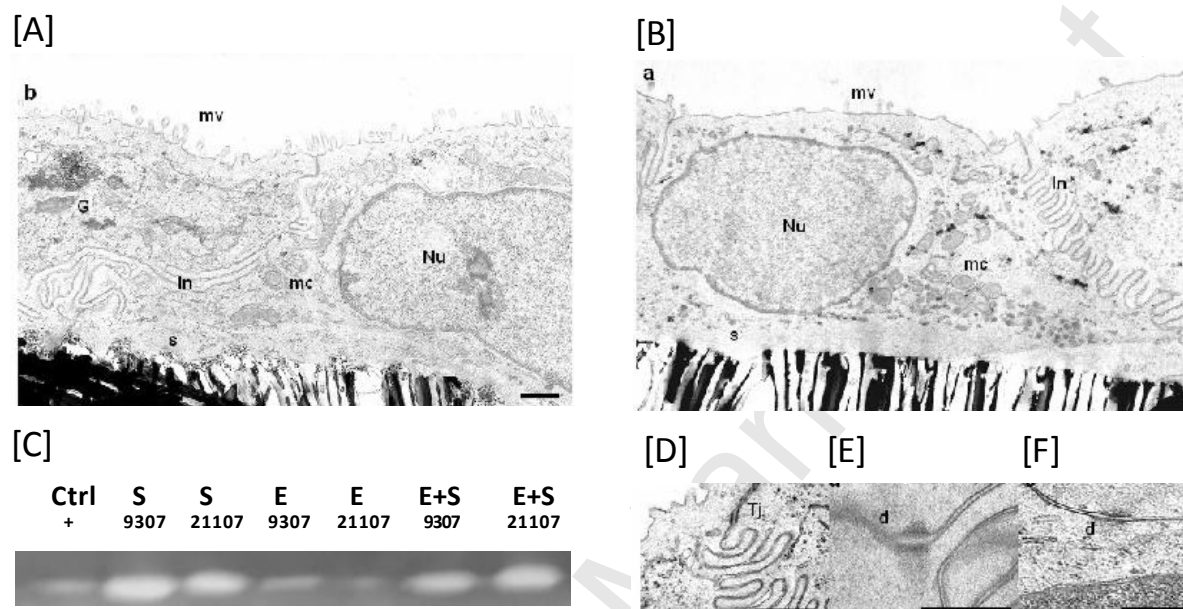 [A]
b
mv
G
Nu
In
mc
s
[B]
a
mv
In
Nu
mc
s
[C]
Ctrl S S E E E+S E+S
+ 9307 21107 9307 21107 9307 21107
[D] [E] [F]
Tj
d
d